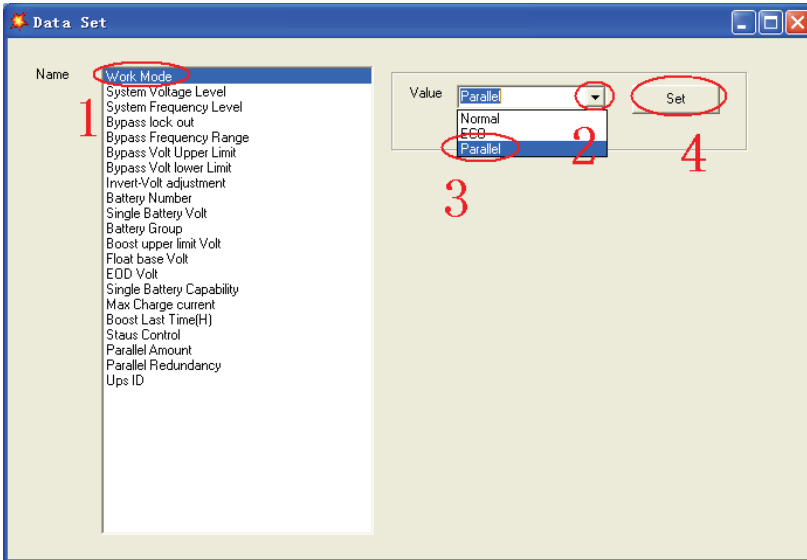 Data Set
Name
Work Mode
System Voltage Level
System Frequency Level
Bypass lock out
Bypass Frequency Range
Bypass Volt Upper Limit
Bypass Volt lower Limit
Invert-Volt adjustment
Battery Number
Single Battery Volt
Battery Group
Boost upper limit Volt
Float base Volt
EOD Volt
Single Battery Capability
Max Charge current
Boost Last Time(H)
Staus Control
Parallel Amount
Parallel Redundancy
Ups ID
1
Value
Parallel
Set
Normal
ECO
Parallel
2
3
4